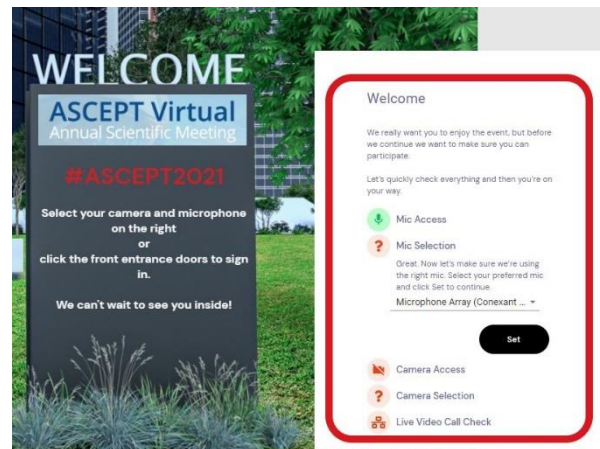 WELCOME
ASCEPT Virtual
Annual Scientific Meeting
#ASCEPT2021
Select your camera and microphone
on the right
or
click the front entrance doors to sign
in.
We can't wait to see you inside!
Welcome
We really want you to enjoy the event, but before
we continue we want to make sure you can
participate.
Let's quickly check everything and then you're on
your way.
Mic Access
Mic Selection
Great. Now let's make sure we're using
the right mic. Select your preferred mic
and click Set to continue.
Microphone Array (Conexant ...
Set
Camera Access
Camera Selection
Live Video Call Check